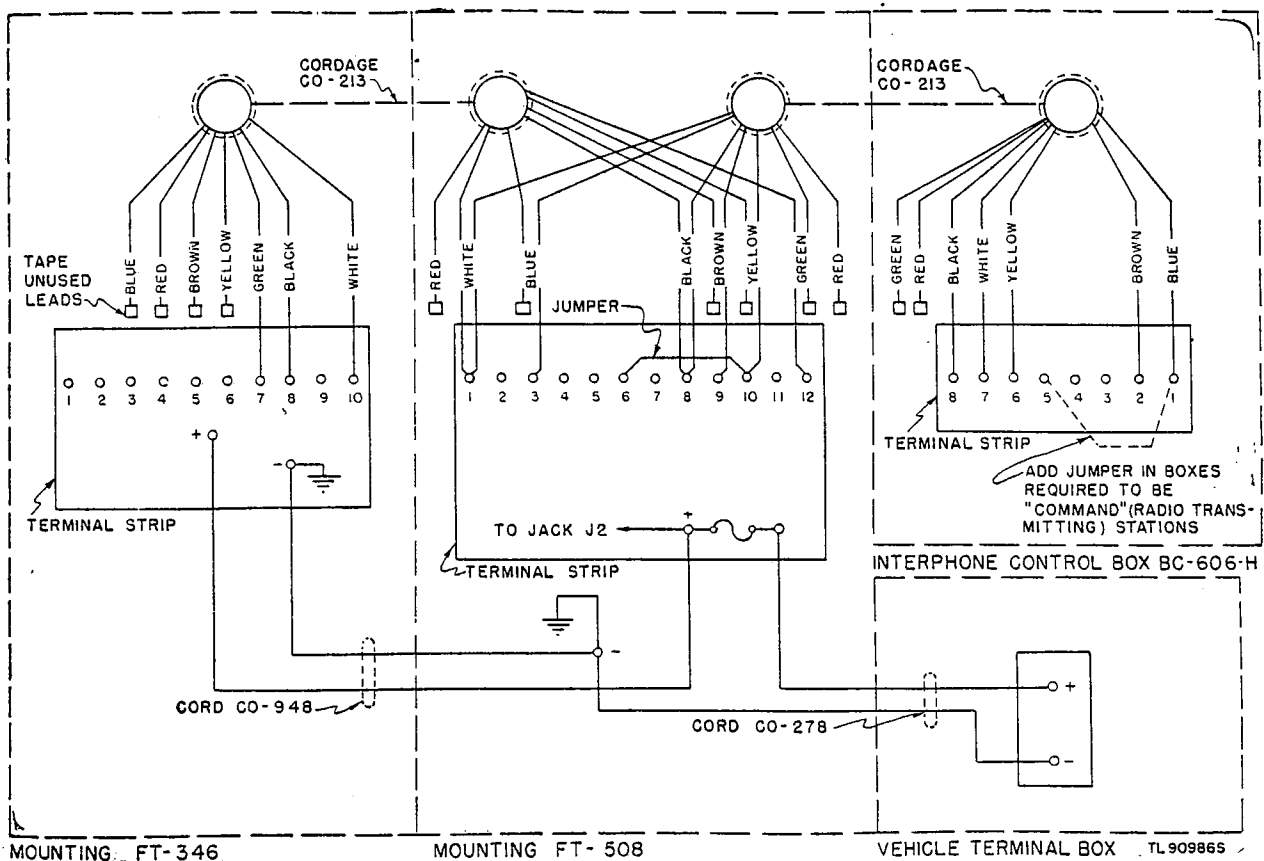 CORDAGE
CO-213
CORDAGE
CO-213
TAPE
UNUSED
LEADS
BLUE
RED
BROWN
YELLOW
GREEN
BLACK
WHITE
RED
WHITE
BLUE
BLACK
BROWN
YELLOW
GREEN
RED
GREEN
RED
BLACK
WHITE
YELLOW
BROWN
BLUE
JUMPER
1 2 3 4 5 6 7 8 9 10
1 2 3 4 5 6 7 8 9 10 11 12
8 7 6 5 4 3 2 1
+
-
TERMINAL STRIP
TO JACK J2
+
TERMINAL STRIP
TERMINAL STRIP
ADD JUMPER IN BOXES
REQUIRED TO BE
"COMMAND"(RADIO TRANS-
MITTING) STATIONS
INTERPHONE CONTROL BOX BC-606-H
-
CORD CO-948
CORD CO-278
+
-
MOUNTING FT-346
MOUNTING FT-508
VEHICLE TERMINAL BOX
TL90986S